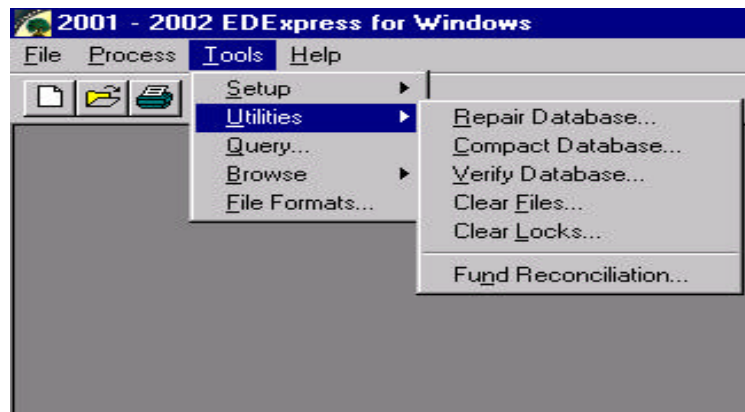 2001 - 2002 EDExpress for Windows
File Process Tools Help
Setup
Utilities
Query...
Browse
File Formats...
Repair Database...
Compact Database...
Verify Database...
Clear Files...
Clear Locks...
Fund Reconciliation...